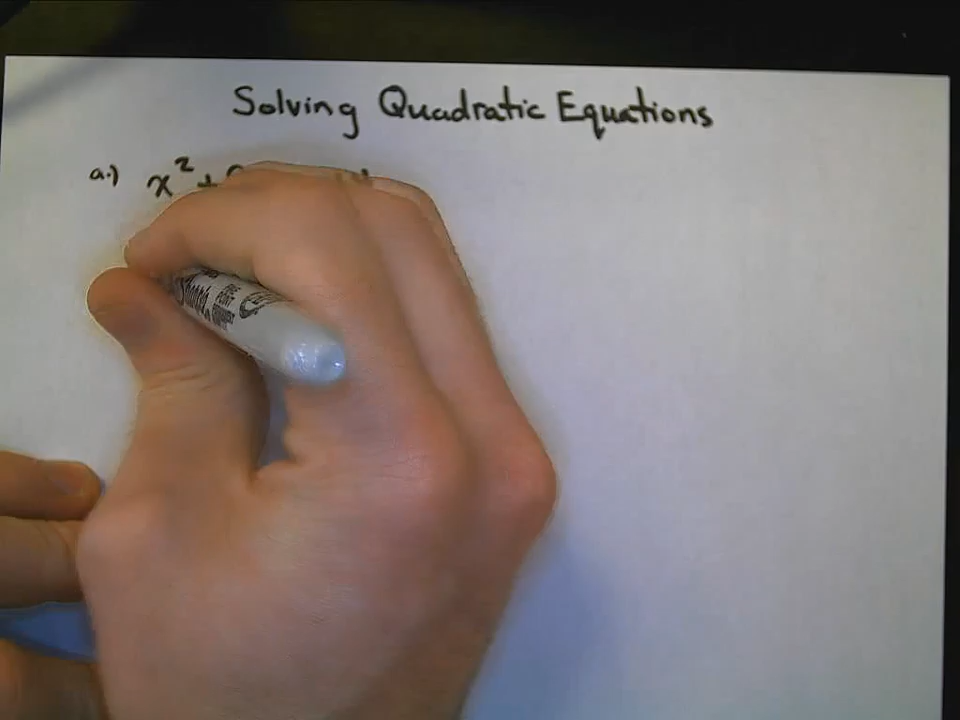 Solving Quadratic Equations
a.) x² +